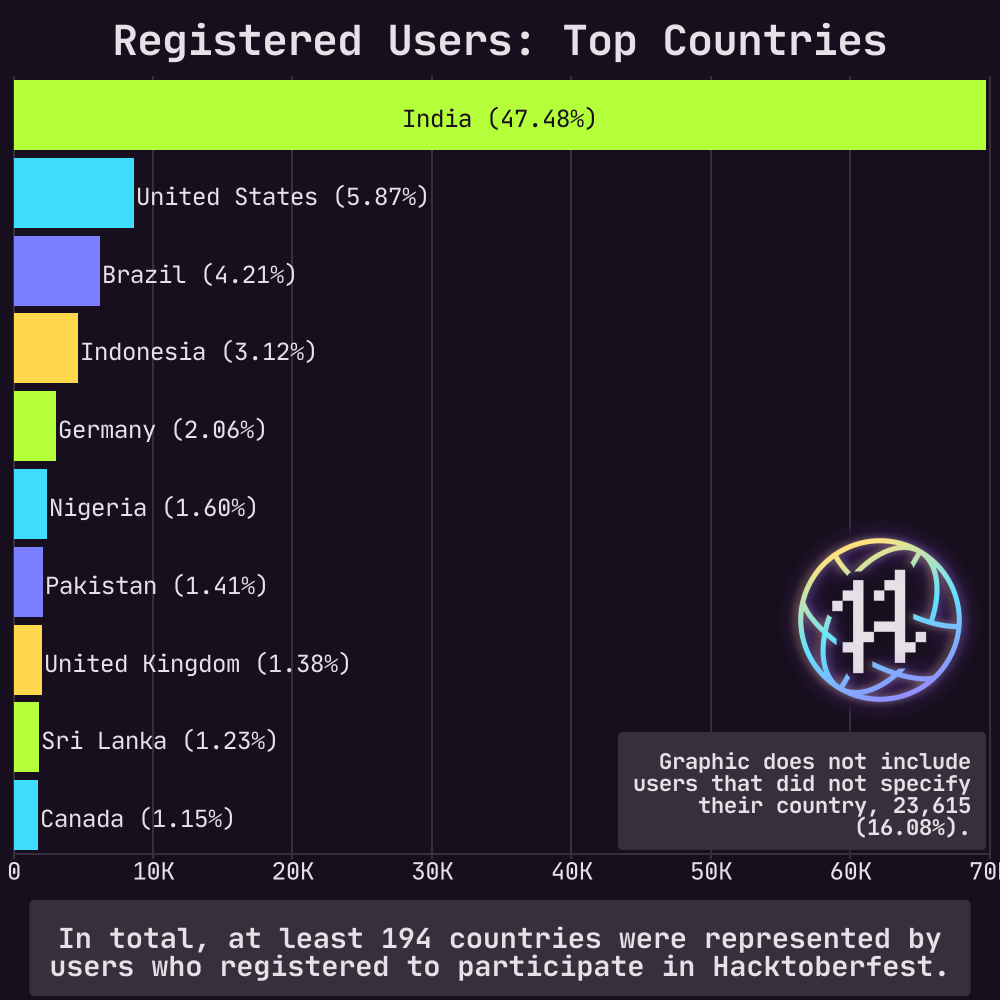 Registered Users: Top Countries
India (47.48%)
United States (5.87%)
Brazil (4.21%)
Indonesia (3.12%)
Germany (2.06%)
Nigeria (1.60%)
Pakistan (1.41%)
United Kingdom (1.38%)
Sri Lanka (1.23%)
Canada (1.15%)
Graphic does not include
users that did not specify
their country, 23,615
(16.08%).
0 10K 20K 30K 40K 50K 60K 70K
In total, at least 194 countries were represented by
users who registered to participate in Hacktoberfest.